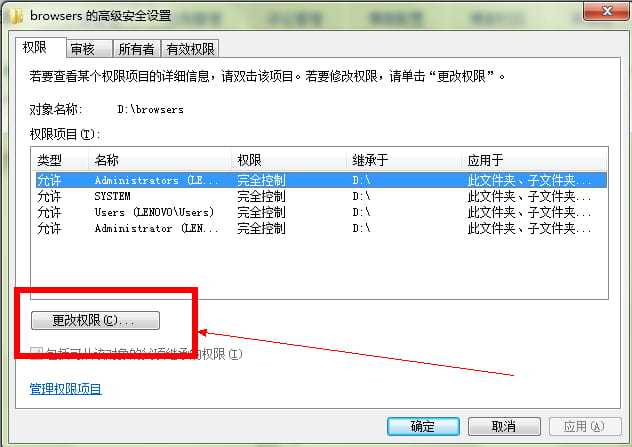 browsers 的高级安全设置
权限 审核 所有者 有效权限
若要查看某个权限项目的详细信息，请双击该项目。若要修改权限，请单击“更改权限”。
对象名称: D:\browsers
权限项目(T):
类型 名称 权限 继承于 应用于
允许 Administrators (LE... 完全控制 D:\ 此文件夹、子文件夹...
允许 SYSTEM 完全控制 D:\ 此文件夹、子文件夹...
允许 Users (LENOVO\Users) 完全控制 D:\ 此文件夹、子文件夹...
允许 Administrator (LEN... 完全控制 D:\ 此文件夹、子文件夹...
更改权限(C)...
包括可从该对象的父项继承的权限(I)
管理权限项目
确定 取消 应用(A)